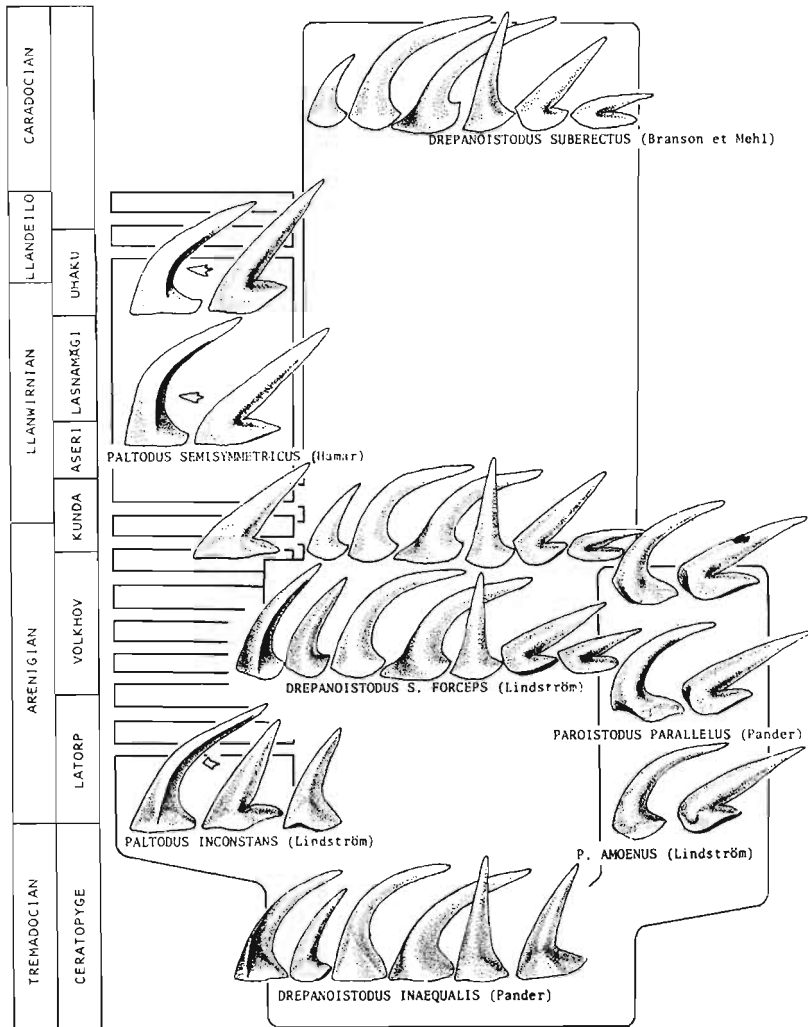 CARADOCIAN
LLANDEILO
LLANWIRNIAN
ARENIGIAN
TREMADOCIAN
UHAKU
LASNAMÄGI
ASERI
KUNDA
VOLKHOV
LATORP
CERATOPYGE
DREPANOISTODUS SUBERECTUS (Branson et Mehl)
PALTODUS SEMISYMMETRICUS (Hamar)
DREPANOISTODUS S. FORCEPS (Lindström)
PAROISTODUS PARALLELUS (Pander)
PALTODUS INCONSTANS (Lindström)
P. AMOENUS (Lindström)
DREPANOISTODUS INAEQUALIS (Pander)